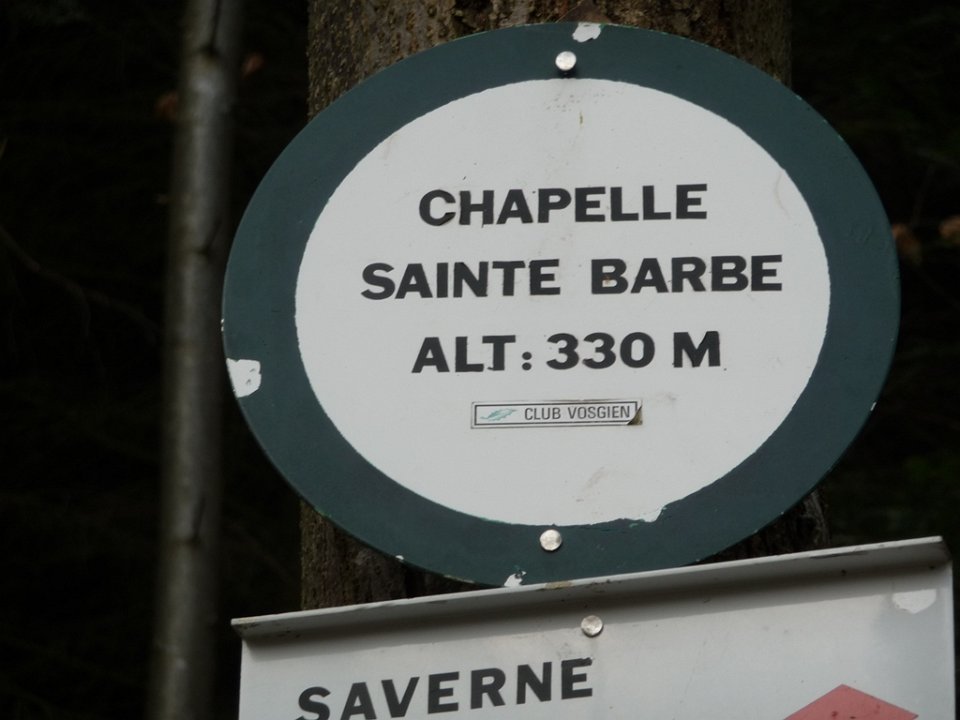 CHAPELLE
SAINTE BARBE
ALT: 330 M
CLUB VOSGIEN
SAVERNE